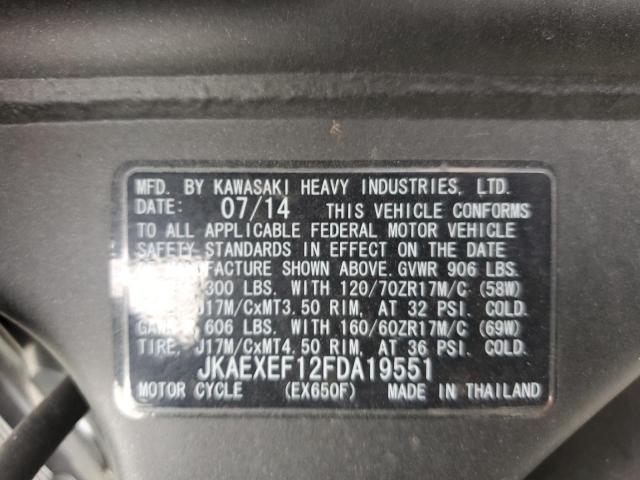 MFD. BY KAWASAKI HEAVY INDUSTRIES, LTD.
DATE: 07/14 THIS VEHICLE CONFORMS
TO ALL APPLICABLE FEDERAL MOTOR VEHICLE
SAFETY STANDARDS IN EFFECT ON THE DATE
OF MANUFACTURE SHOWN ABOVE. GVWR 906 LBS.
300 LBS. WITH 120/70ZR17M/C (58W)
J17M/CxMT3.50 RIM, AT 32 PSI. COLD.
606 LBS. WITH 160/60ZR17M/C (69W)
TIRE, J17M/CxMT4.50 RIM, AT 36 PSI. COLD.
JKAEXEF12FDA19551
MOTOR CYCLE (EX650F) MADE IN THAILAND